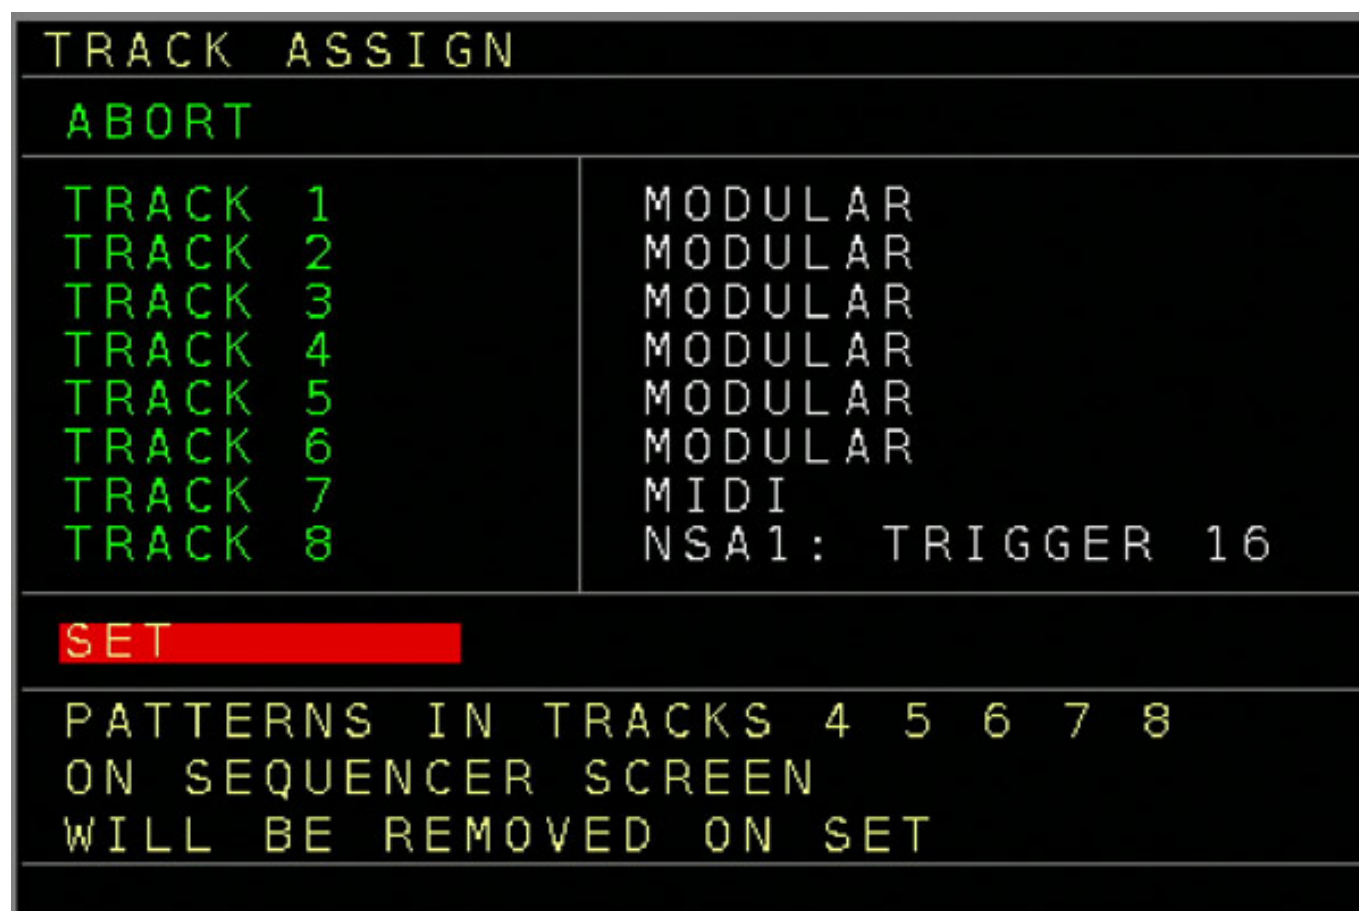 TRACK ASSIGN
ABORT
TRACK 1 MODULAR
TRACK 2 MODULAR
TRACK 3 MODULAR
TRACK 4 MODULAR
TRACK 5 MODULAR
TRACK 6 MODULAR
TRACK 7 MIDI
TRACK 8 NSA1: TRIGGER 16
SET
PATTERNS IN TRACKS 4 5 6 7 8
ON SEQUENCER SCREEN
WILL BE REMOVED ON SET